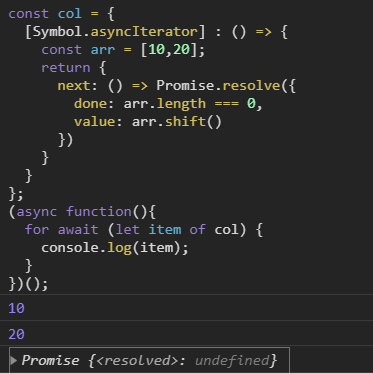 const col = {
  [Symbol.asyncIterator] : () => {
    const arr = [10,20];
    return {
      next: () => Promise.resolve({
        done: arr.length === 0,
        value: arr.shift()
      })
    }
  }
};
(async function(){
  for await (let item of col) {
    console.log(item);
  }
})();
10
20
Promise {<resolved>: undefined}